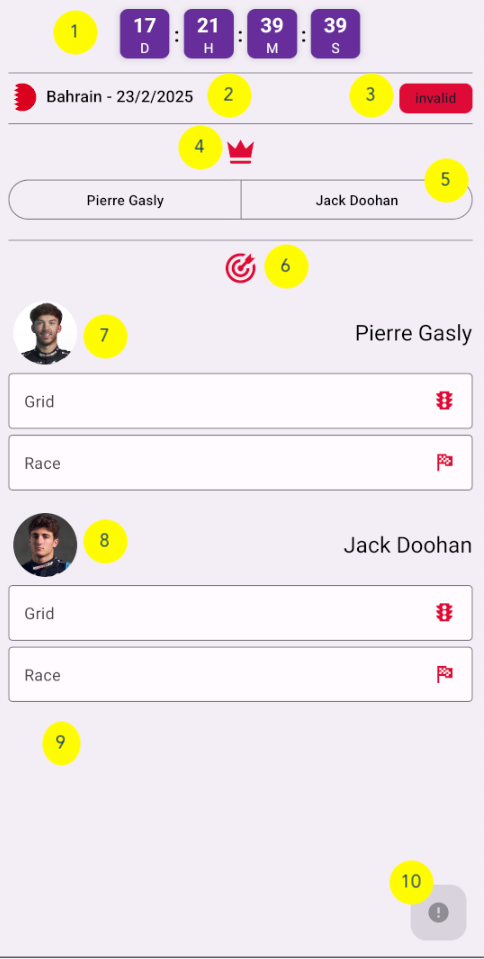 1
17 : 21 : 39 : 39
D H M S
Bahrain - 23/2/2025
2
3
invalid
4
5
Pierre Gasly
Jack Doohan
6
7
Pierre Gasly
Grid
Race
8
Jack Doohan
Grid
Race
9
10